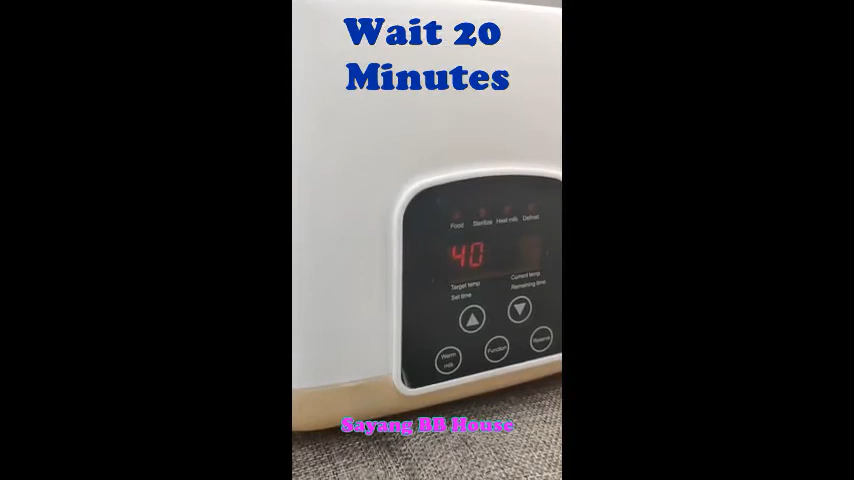 Wait 20
Minutes
Food Sterilize Heat milk Defrost
40
Target temp Current temp
Set time Remaining time
Warm
milk
Function
Reserve
Sayang BB House